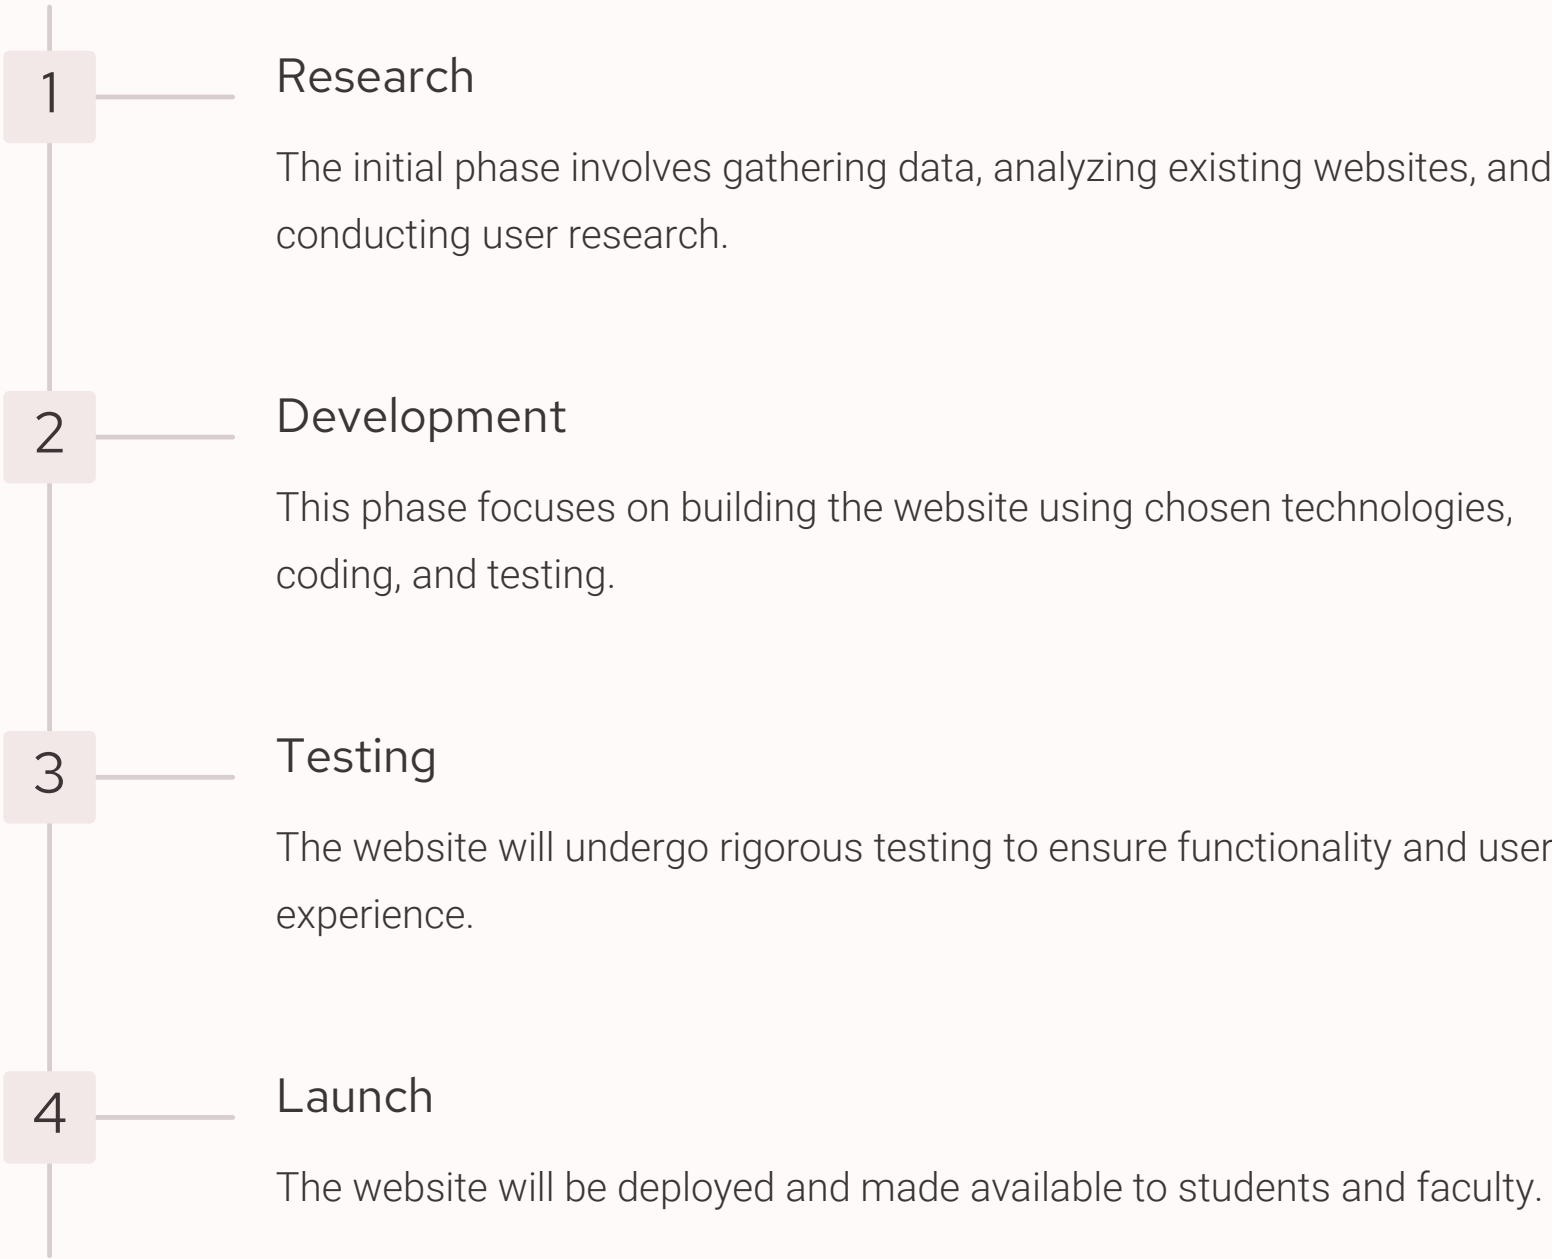 1
Research
The initial phase involves gathering data, analyzing existing websites, and
conducting user research.
2
Development
This phase focuses on building the website using chosen technologies,
coding, and testing.
3
Testing
The website will undergo rigorous testing to ensure functionality and user
experience.
4
Launch
The website will be deployed and made available to students and faculty.